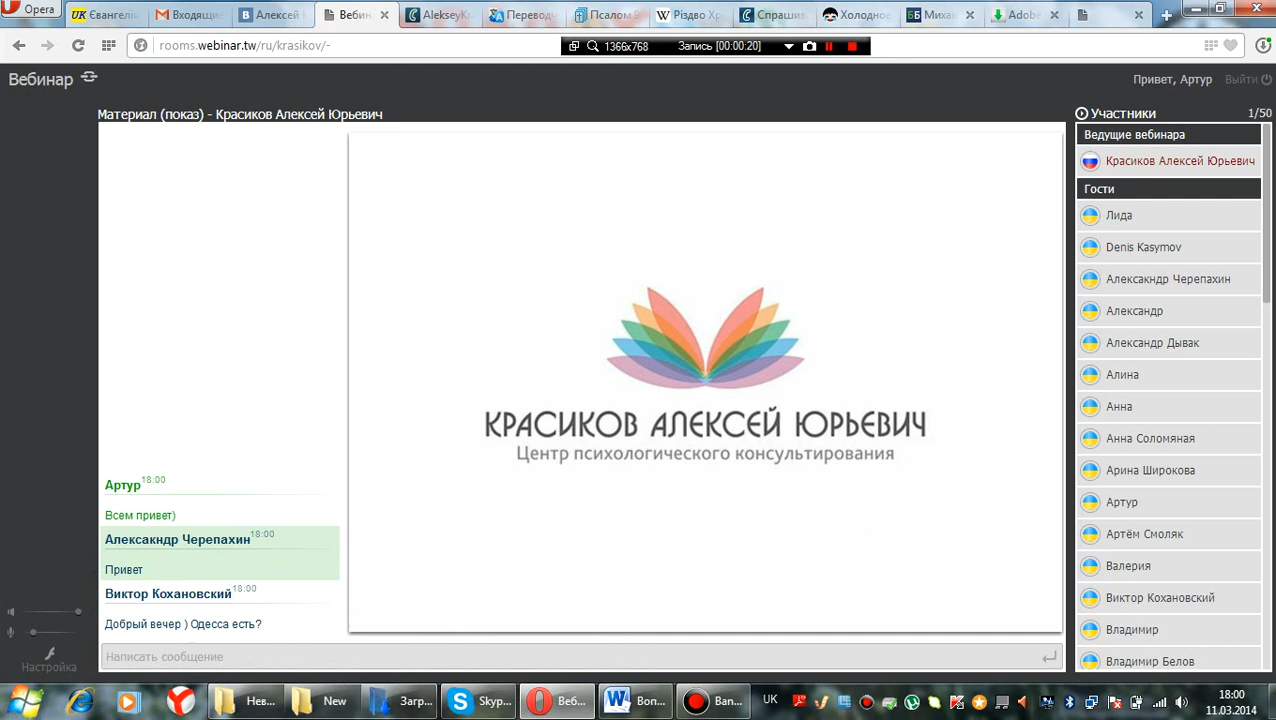 Opera
UK Євангелі
Входящие
Алексей
Вебин
AlekseyKr
Переводч
Псалом
Різдво Хр
Спрашив
Холодное
ББ Миха
Adobe
rooms.webinar.tw/ru/krasikov/-
1366x768 Запись [00:00:20]
Вебинар
Привет, Артур Выйти
Материал (показ) - Красиков Алексей Юрьевич
Участники 1/50
Ведущие вебинара
Красиков Алексей Юрьевич
Гости
Лида
Denis Kasymov
Алексакндр Черепахин
Александр
Александр Дывак
Алина
Анна
Анна Соломяная
Арина Широкова
Артур
Артём Смоляк
Валерия
Виктор Кохановский
Владимир
Владимир Белов
КРАСИКОВ АЛЕКСЕЙ ЮРЬЕВИЧ
Центр психологического консультирования
Артур 18:00
Всем привет)
Алексакндр Черепахин 18:00
Привет
Виктор Кохановский 18:00
Добрый вечер ) Одесса есть?
Написать сообщение
Настройка
Нев...
New
Загр...
Skyp...
Веб...
Воп...
Ban...
UK
18:00
11.03.2014